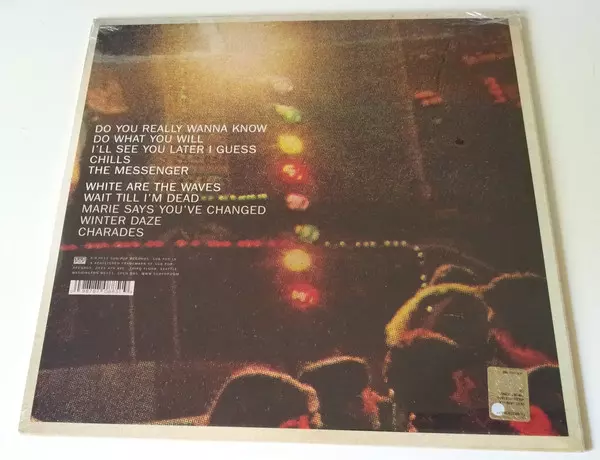 DO YOU REALLY WANNA KNOW
DO WHAT YOU WILL
I'LL SEE YOU LATER I GUESS
CHILLS
THE MESSENGER
WHITE ARE THE WAVES
WAIT TILL I'M DEAD
MARIE SAYS YOU'VE CHANGED
WINTER DAZE
CHARADES